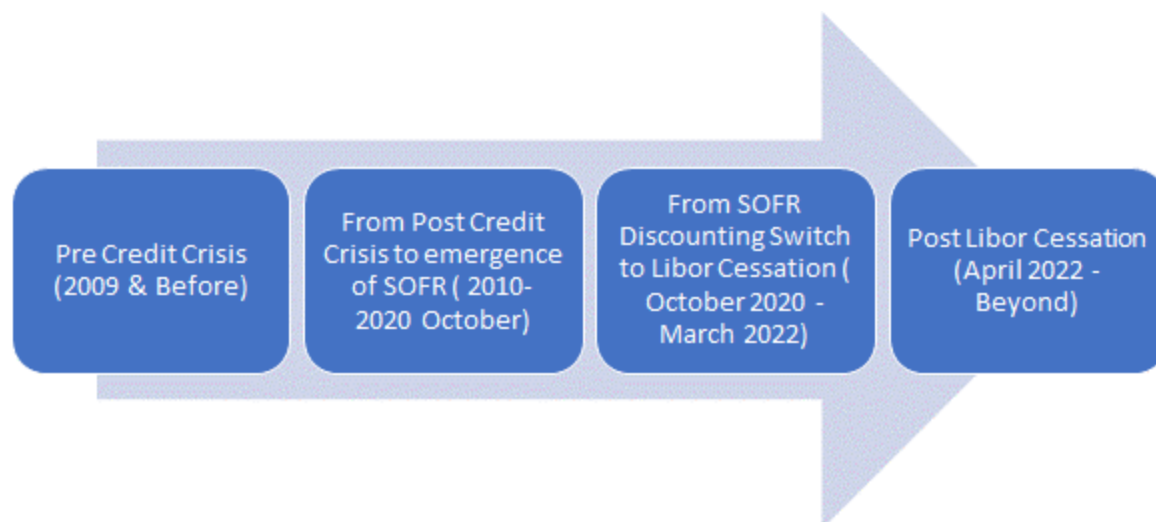 Pre Credit Crisis
(2009 & Before)
From Post Credit
Crisis to emergence
of SOFR ( 2010-
2020 October)
From SOFR
Discounting Switch
to Libor Cessation (
October 2020 -
March 2022)
Post Libor Cessation
(April 2022 -
Beyond)